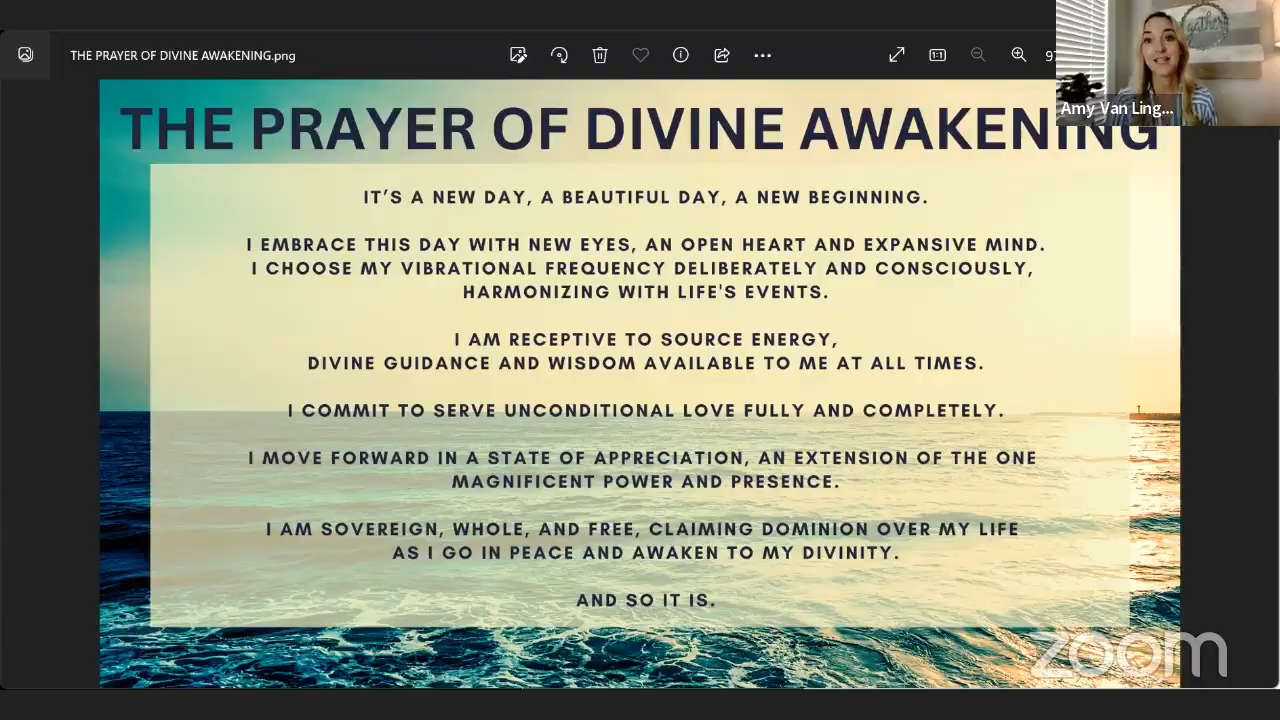 THE PRAYER OF DIVINE AWAKENING.png
gather
Amy Van Ling...
THE PRAYER OF DIVINE AWAKENING
IT'S A NEW DAY, A BEAUTIFUL DAY, A NEW BEGINNING.
I EMBRACE THIS DAY WITH NEW EYES, AN OPEN HEART AND EXPANSIVE MIND.
I CHOOSE MY VIBRATIONAL FREQUENCY DELIBERATELY AND CONSCIOUSLY,
HARMONIZING WITH LIFE'S EVENTS.
I AM RECEPTIVE TO SOURCE ENERGY,
DIVINE GUIDANCE AND WISDOM AVAILABLE TO ME AT ALL TIMES.
I COMMIT TO SERVE UNCONDITIONAL LOVE FULLY AND COMPLETELY.
I MOVE FORWARD IN A STATE OF APPRECIATION, AN EXTENSION OF THE ONE
MAGNIFICENT POWER AND PRESENCE.
I AM SOVEREIGN, WHOLE, AND FREE, CLAIMING DOMINION OVER MY LIFE
AS I GO IN PEACE AND AWAKEN TO MY DIVINITY.
AND SO IT IS.
zoom